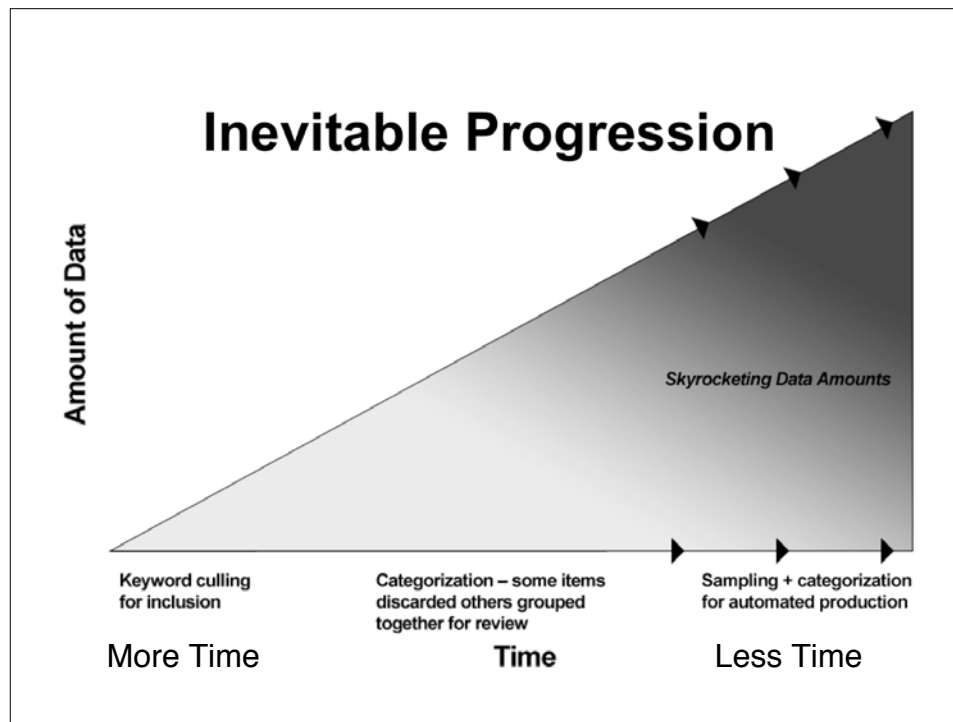 Inevitable Progression
Amount of Data
Skyrocketing Data Amounts
Keyword culling
for inclusion
Categorization – some items
discarded others grouped
together for review
Sampling + categorization
for automated production
More Time
Time
Less Time